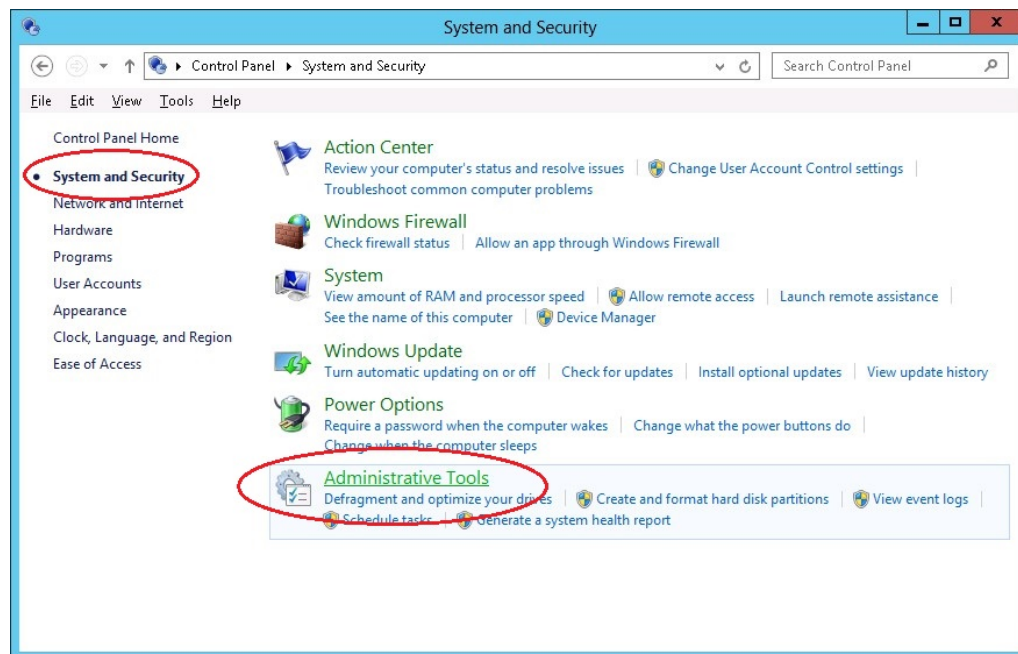 System and Security
Control Panel System and Security
Search Control Panel
File Edit View Tools Help
Control Panel Home
System and Security
Network and Internet
Hardware
Programs
User Accounts
Appearance
Clock, Language, and Region
Ease of Access
Action Center
Review your computer's status and resolve issues Change User Account Control settings
Troubleshoot common computer problems
Windows Firewall
Check firewall status Allow an app through Windows Firewall
System
View amount of RAM and processor speed Allow remote access Launch remote assistance
See the name of this computer Device Manager
Windows Update
Turn automatic updating on or off Check for updates Install optional updates View update history
Power Options
Require a password when the computer wakes Change what the power buttons do
Change when the computer sleeps
Administrative Tools
Defragment and optimize your drives Create and format hard disk partitions View event logs
Schedule tasks Generate a system health report